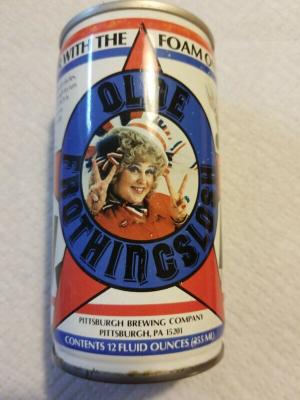 WITH THE FOAM O
OLDE
FROTHINGSLOSH
PITTSBURGH BREWING COMPANY
PITTSBURGH, PA 15201
CONTENTS 12 FLUID OUNCES (355 ML)